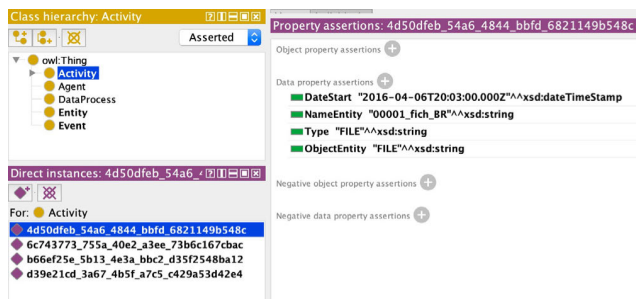 Class hierarchy: Activity
Asserted
owl:Thing
Activity
Agent
DataProcess
Entity
Event
Direct instances: 4d50dfeb_54a6_4
For: Activity
4d50dfeb_54a6_4844_bbfd_6821149b548c
6c743773_755a_40e2_a3ee_73b6c167cbac
b66ef25e_5b13_4e3a_bbc2_d35f2548ba12
d39e21cd_3a67_4b5f_a7c5_c429a53d42e4
Property assertions: 4d50dfeb_54a6_4844_bbfd_6821149b548c
Object property assertions
Data property assertions
DateStart "2016-04-06T20:03:00.000Z"^^xsd:dateTimeStamp
NameEntity "00001_fich_BR"^^xsd:string
Type "FILE"^^xsd:string
ObjectEntity "FILE"^^xsd:string
Negative object property assertions
Negative data property assertions